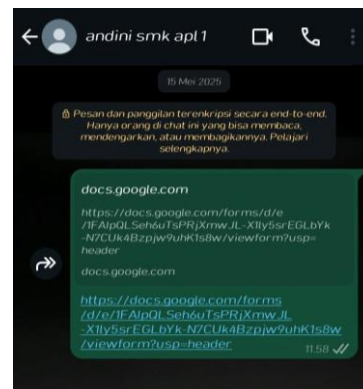 andini smk apl 1
15 Mei 2025
Pesan dan panggilan terenkripsi secara end-to-end.
Hanya orang di chat ini yang bisa membaca,
mendengarkan, atau membagikannya. Pelajari
selengkapnya.
docs.google.com
https://docs.google.com/forms/d/e
/1FAIpQLSeh6uTsPRjXmwJL-X1ly5srEGLbYk
-N7CUk4Bzpjw9uhK1s8w/viewform?usp=
header
docs.google.com
https://docs.google.com/forms
/d/e/1FAIpQLSeh6uTsPRjXmwJL
-X1ly5srEGLbYk-N7CUk4Bzpjw9uhK1s8w
/viewform?usp=header
11.58